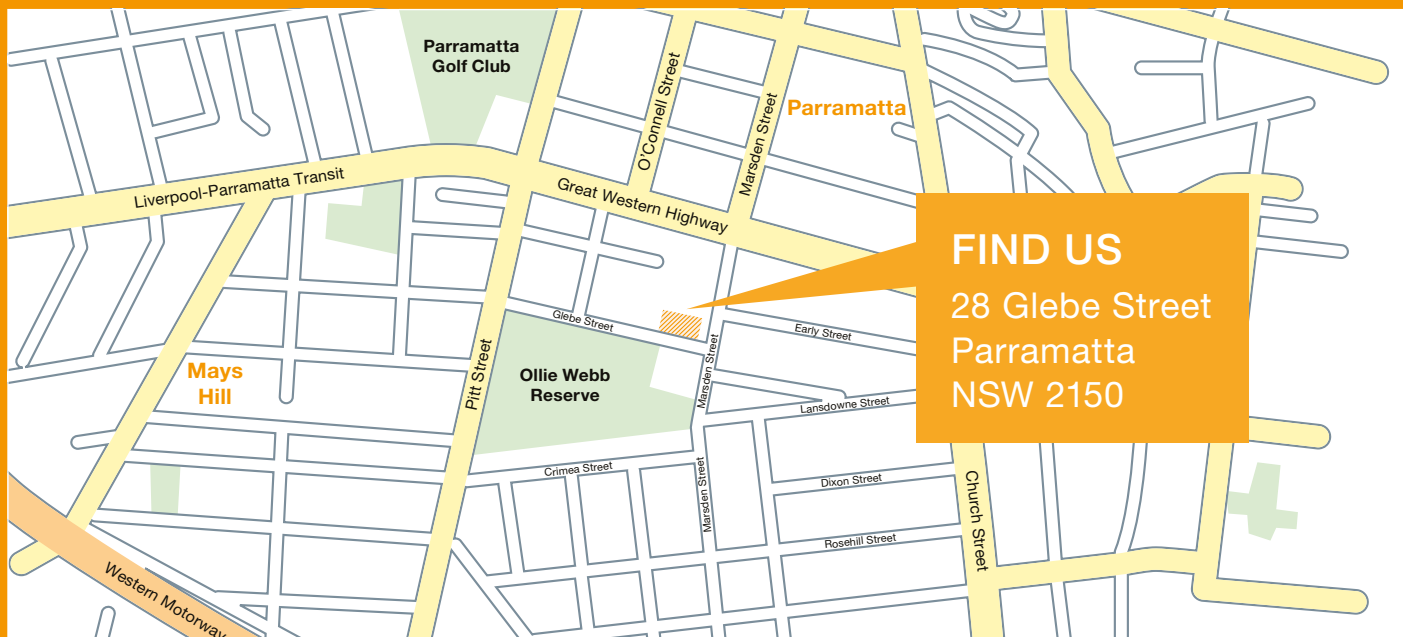 Parramatta
Golf Club
O'Connell Street
Marsden Street
Parramatta
Liverpool-Parramatta Transit
Great Western Highway
FIND US
28 Glebe Street
Parramatta
NSW 2150
Glebe Street
Early Street
Mays
Hill
Pitt Street
Ollie Webb
Reserve
Marsden Street
Lansdowne Street
Crimea Street
Marsden Street
Dixon Street
Church Street
Rosehill Street
Western Motorway